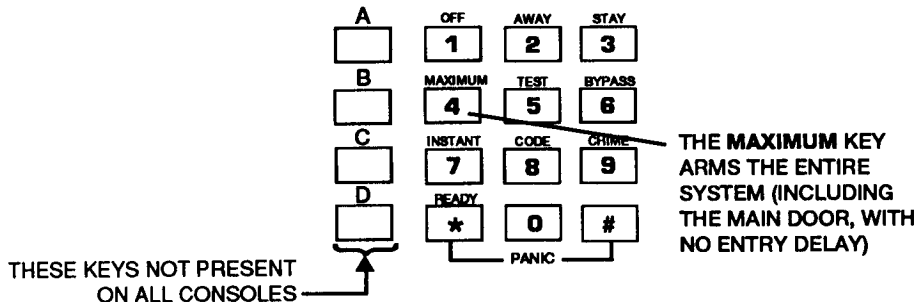 A OFF AWAY STAY
1 2 3
B MAXIMUM TEST BYPASS
4 5 6
C INSTANT CODE CHIME
7 8 9
D READY
* 0 #
PANIC
THE MAXIMUM KEY
ARMS THE ENTIRE
SYSTEM (INCLUDING
THE MAIN DOOR, WITH
NO ENTRY DELAY)
THESE KEYS NOT PRESENT
ON ALL CONSOLES